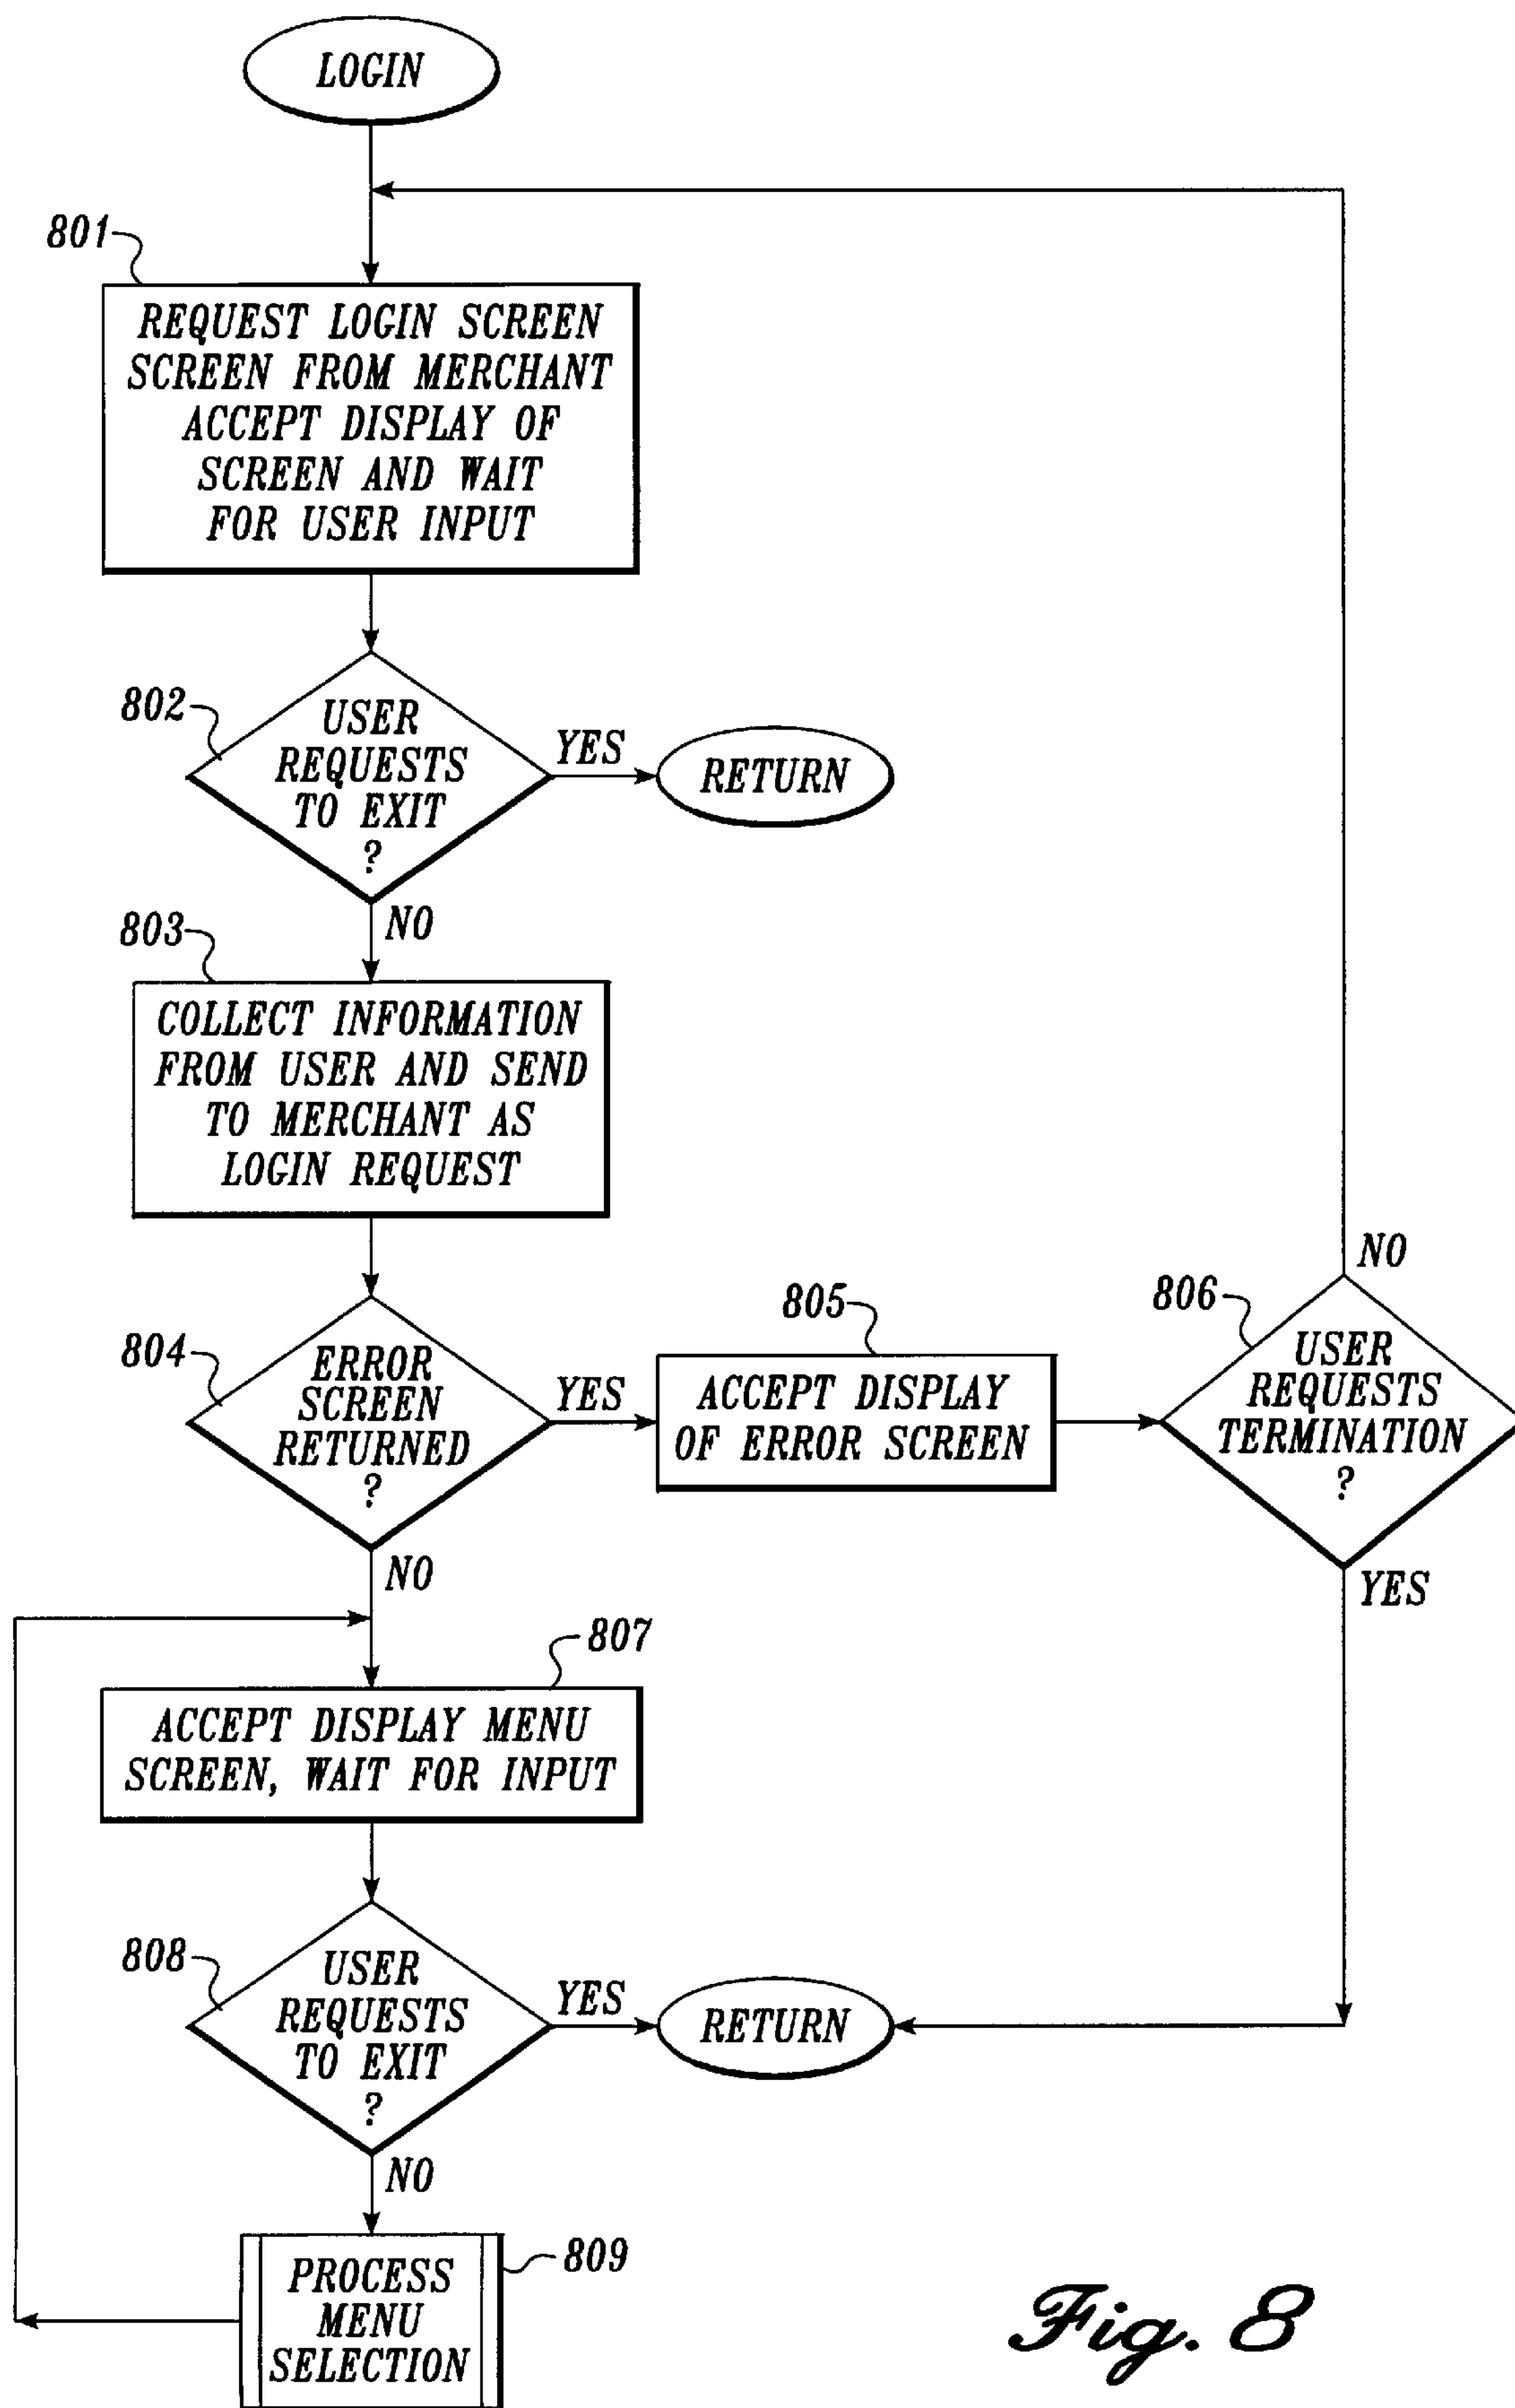 LOGIN
801
REQUEST LOGIN SCREEN
SCREEN FROM MERCHANT
ACCEPT DISPLAY OF
SCREEN AND WAIT
FOR USER INPUT
802
USER
REQUESTS
TO EXIT
?
YES
RETURN
NO
803
COLLECT INFORMATION
FROM USER AND SEND
TO MERCHANT AS
LOGIN REQUEST
804
ERROR
SCREEN
RETURNED
?
YES
805
ACCEPT DISPLAY
OF ERROR SCREEN
806
USER
REQUESTS
TERMINATION
?
NO
YES
NO
807
ACCEPT DISPLAY MENU
SCREEN, WAIT FOR INPUT
808
USER
REQUESTS
TO EXIT
?
YES
RETURN
NO
809
PROCESS
MENU
SELECTION
Fig. 8